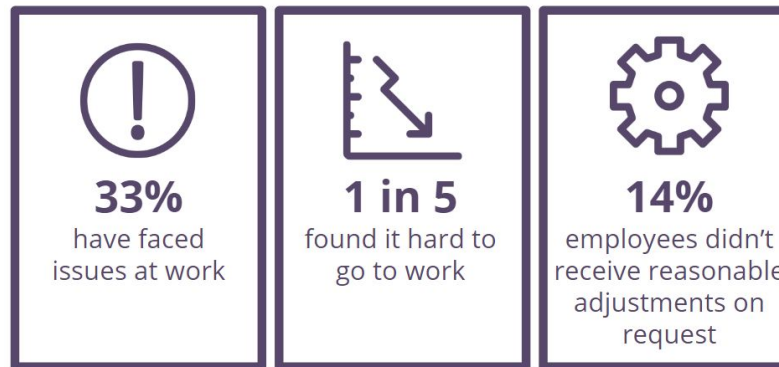 33%
have faced
issues at work
1 in 5
found it hard to
go to work
14%
employees didn't
receive reasonable
adjustments on
request